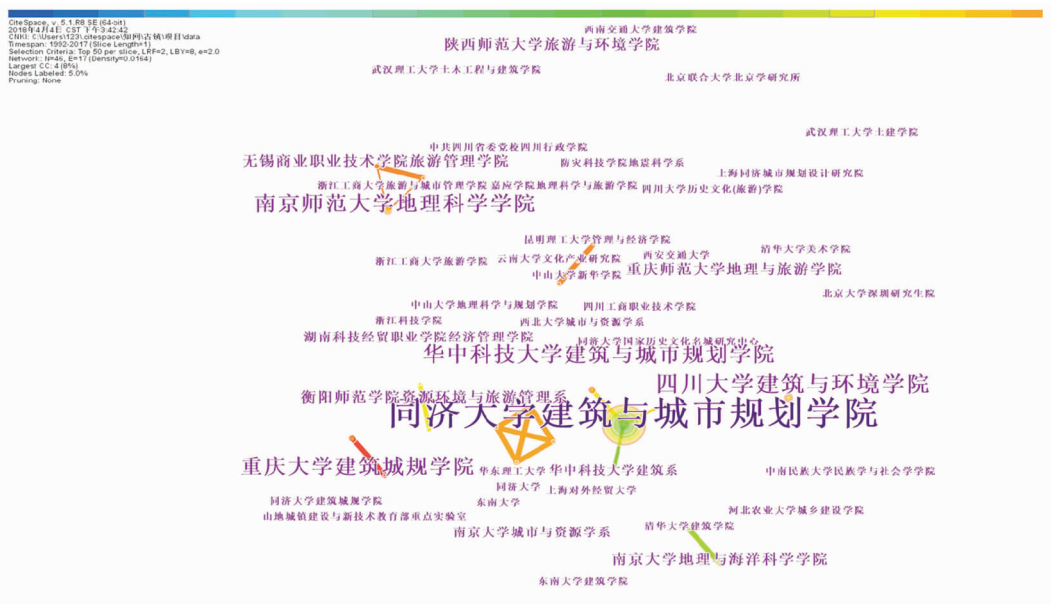 CiteSpace, v. 5.1.R8 SE (64-bit)
2018年4月4日 CST 下午3:42:42
CNKI: C:\Users\123\.citespace\知网\古镇\项目\data
Timespan: 1992-2017 (Slice Length=1)
Selection Criteria: Top 50 per slice, LRF=2, LBY=8, e=2.0
Network: N=46, E=17 (Density=0.0164)
Largest CC: 4 (8%)
Nodes Labeled: 5.0%
Pruning: None
西南交通大学建筑学院
陕西师范大学旅游与环境学院
武汉理工大学土木工程与建筑学院
北京联合大学北京学研究所
武汉理工大学土建学院
中共四川省委党校四川行政学院
无锡商业职业技术学院旅游管理学院
防灾科技学院地震科学系
上海同济城市规划设计研究院
浙江工商大学旅游与城市管理学院 嘉应学院地理科学与旅游学院 四川大学历史文化(旅游)学院
南京师范大学地理科学学院
昆明理工大学管理与经济学院
清华大学美术学院
浙江工商大学旅游学院 云南大学文化产业研究院 西安交通大学
中山大学新华学院 重庆师范大学地理与旅游学院
北京大学深圳研究生院
中山大学地理科学与规划学院 四川工商职业技术学院
浙江科技学院 西北大学城市与资源学系
湖南科技经贸职业学院经济管理学院 同济大学国家历史文化名城研究中心
华中科技大学建筑与城市规划学院
四川大学建筑与环境学院
衡阳师范学院资源环境与旅游管理系
同济大学建筑与城市规划学院
重庆大学建筑城规学院 华东理工大学 华中科技大学建筑系 中南民族大学民族学与社会学学院
同济大学 上海对外经贸大学
同济大学建筑城规学院 东南大学
河北农业大学城乡建设学院
山地城镇建设与新技术教育部重点实验室
清华大学建筑学院
南京大学城市与资源学系
南京大学地理与海洋科学学院
东南大学建筑学院